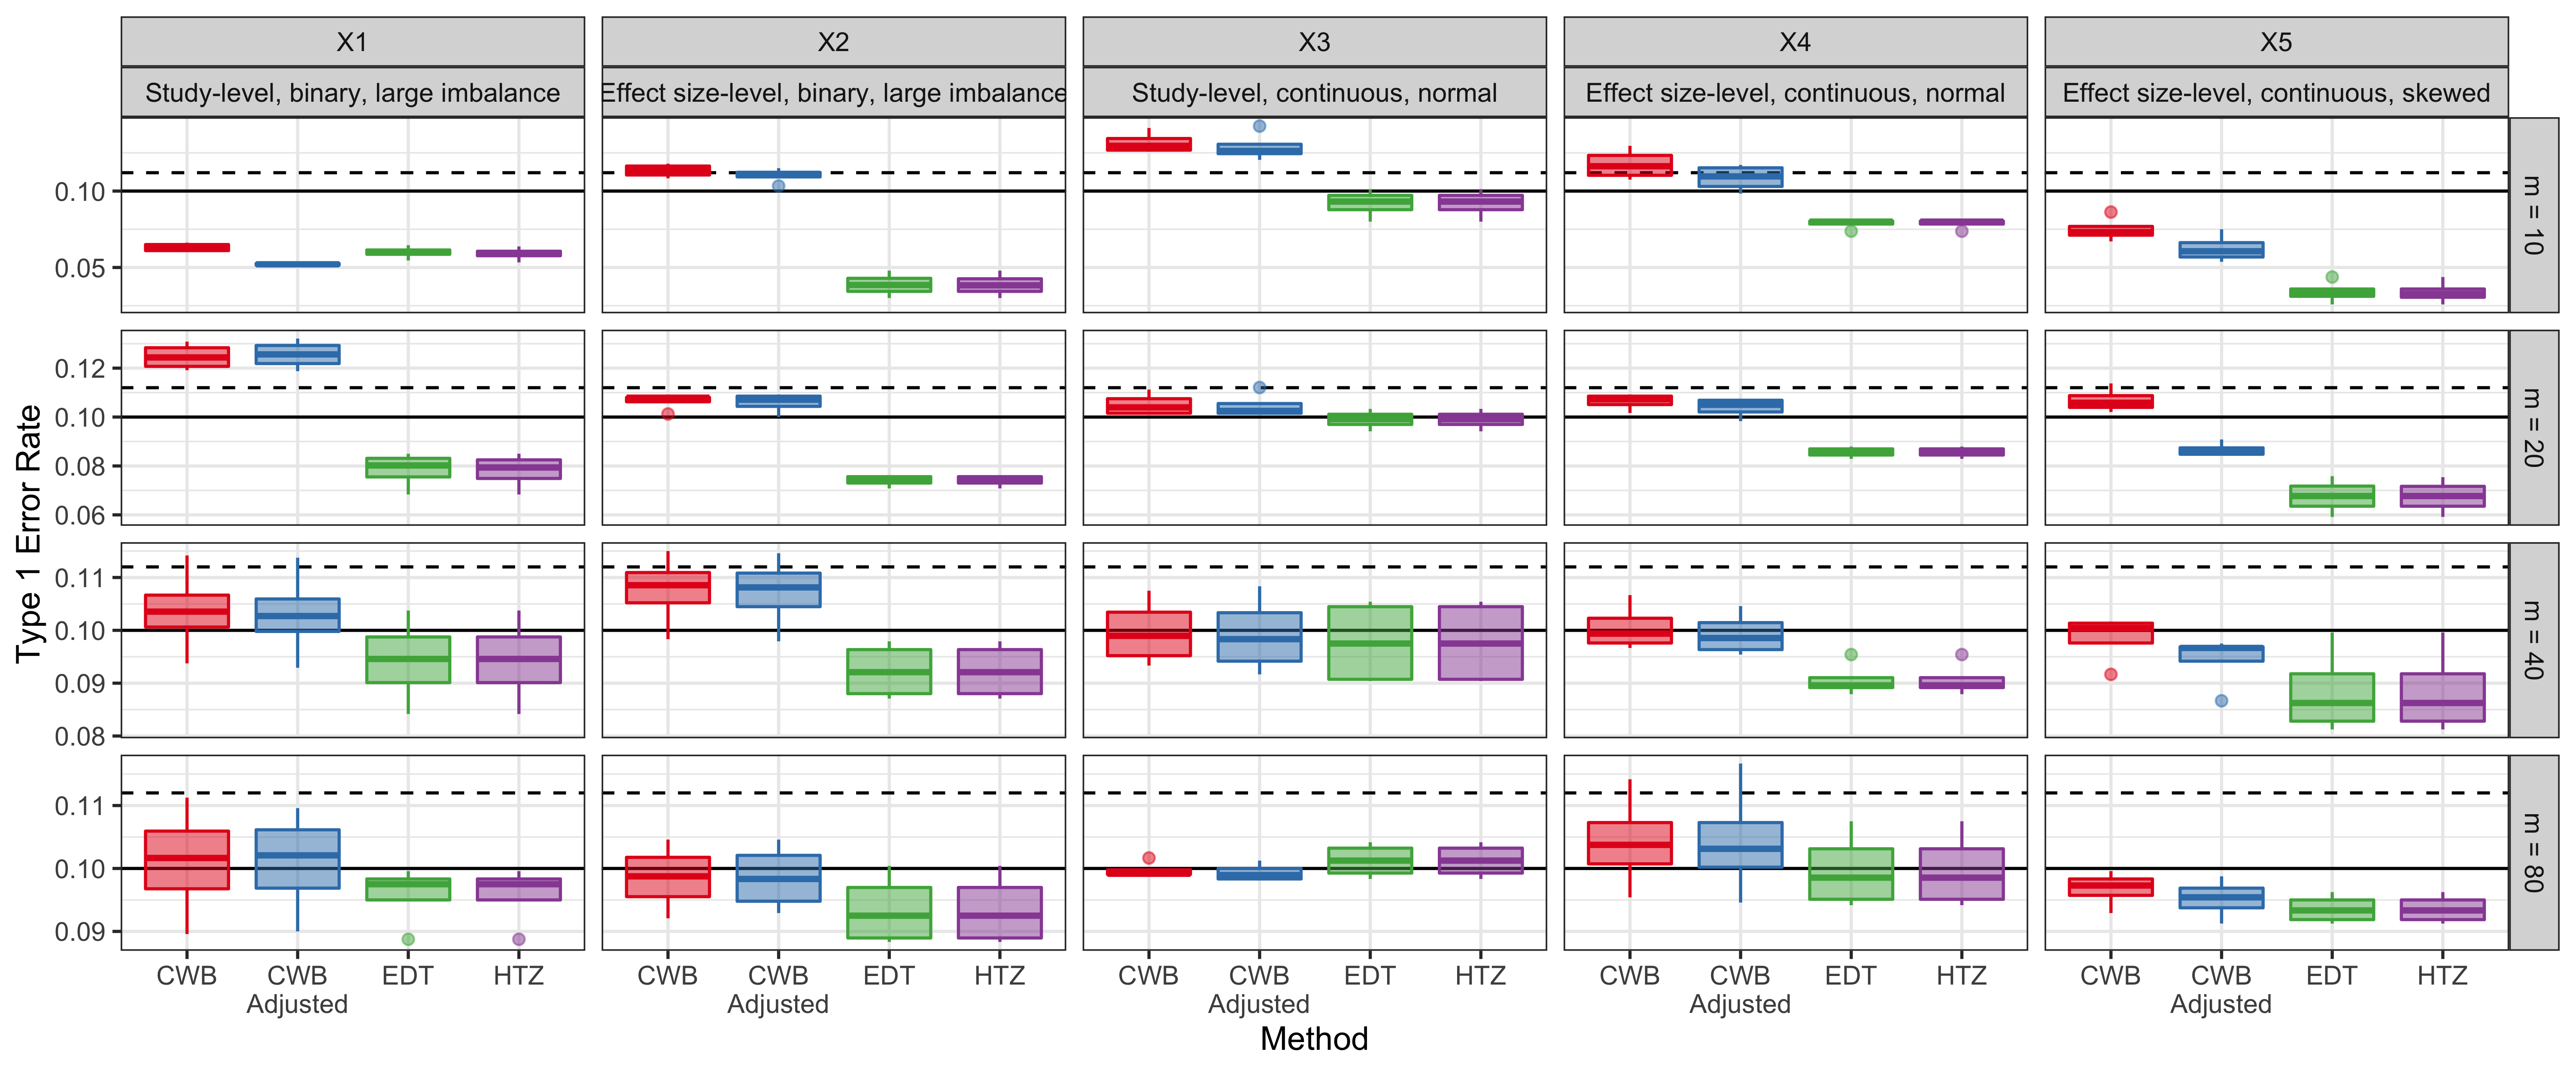 X1
X2
X3
X4
X5
Study-level, binary, large imbalance
Effect size-level, binary, large imbalance
Study-level, continuous, normal
Effect size-level, continuous, normal
Effect size-level, continuous, skewed
Type 1 Error Rate
0.10
0.05
m = 10
0.12
0.10
0.08
0.06
m = 20
0.11
0.10
0.09
0.08
m = 40
0.11
0.10
0.09
m = 80
CWB
CWB
Adjusted
EDT
HTZ
CWB
CWB
Adjusted
EDT
HTZ
CWB
CWB
Adjusted
EDT
HTZ
CWB
CWB
Adjusted
EDT
HTZ
CWB
CWB
Adjusted
EDT
HTZ
Method